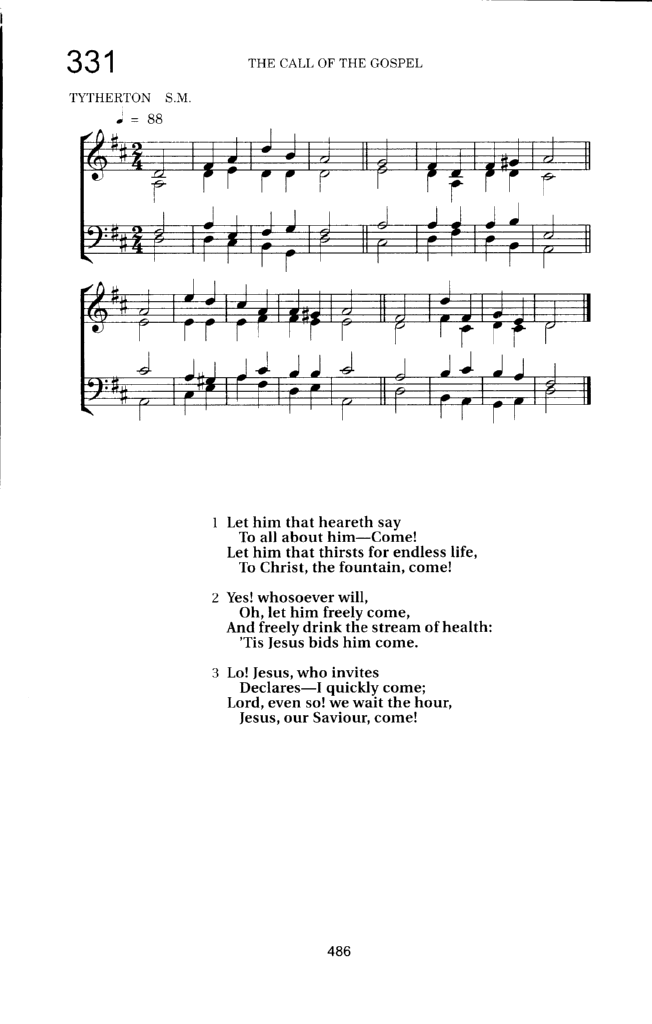 331
THE CALL OF THE GOSPEL
TYTHERTON S.M.
♩ = 88
1 Let him that heareth say
To all about him—Come!
Let him that thirsts for endless life,
To Christ, the fountain, come!
2 Yes! whosoever will,
Oh, let him freely come,
And freely drink the stream of health:
'Tis Jesus bids him come.
3 Lo! Jesus, who invites
Declares—I quickly come;
Lord, even so! we wait the hour,
Jesus, our Saviour, come!
486